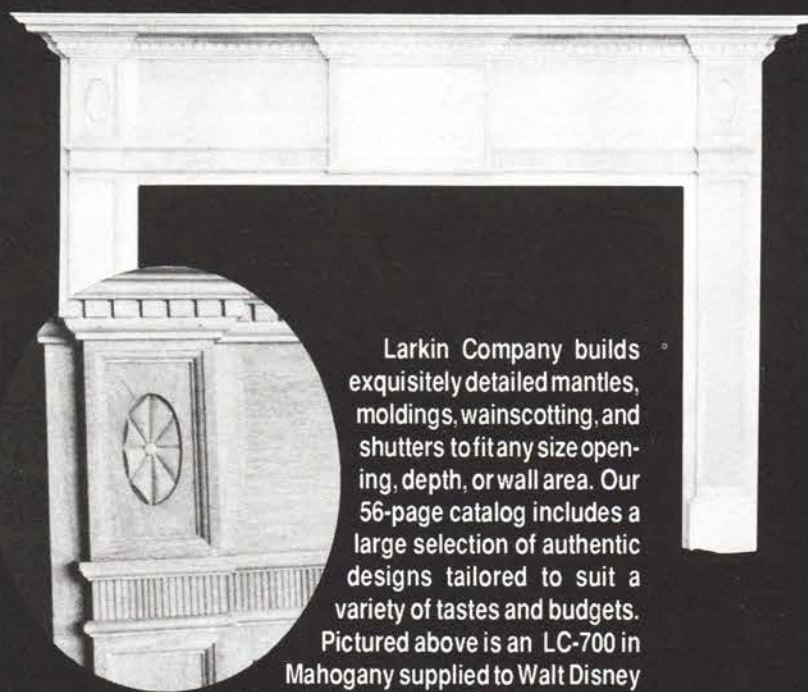 Larkin Company builds
exquisitely detailed mantles,
moldings, wainscotting, and
shutters to fit any size open-
ing, depth, or wall area. Our
56-page catalog includes a
large selection of authentic
designs tailored to suit a
variety of tastes and budgets.
Pictured above is an LC-700 in
Mahogany supplied to Walt Disney